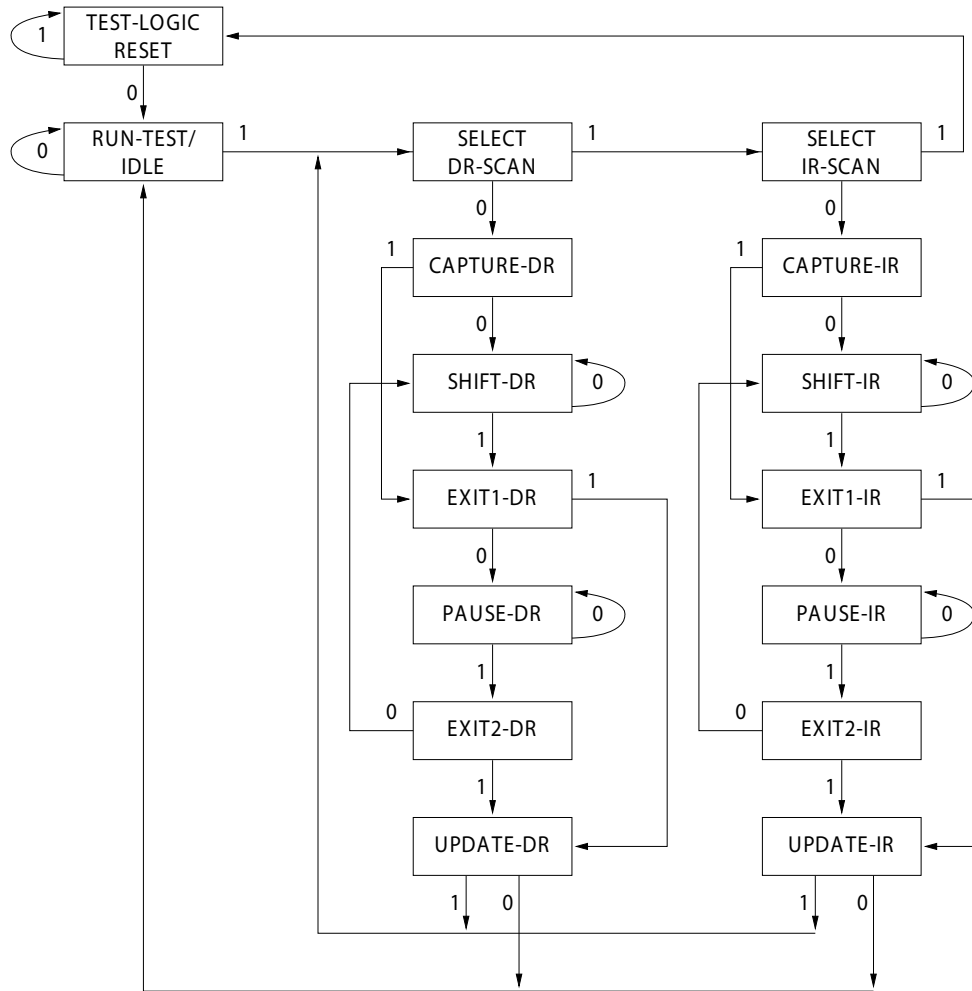 TEST-LOGIC
RESET
1
0
RUN-TEST/
IDLE
0
1
SELECT
DR-SCAN
1
SELECT
IR-SCAN
1
0
0
1
CAPTURE-DR
1
CAPTURE-IR
0
0
SHIFT-DR
0
SHIFT-IR
0
1
1
EXIT1-DR
1
EXIT1-IR
1
0
0
PAUSE-DR
0
PAUSE-IR
0
1
1
0
EXIT2-DR
0
EXIT2-IR
1
1
UPDATE-DR
UPDATE-IR
1
0
1
0